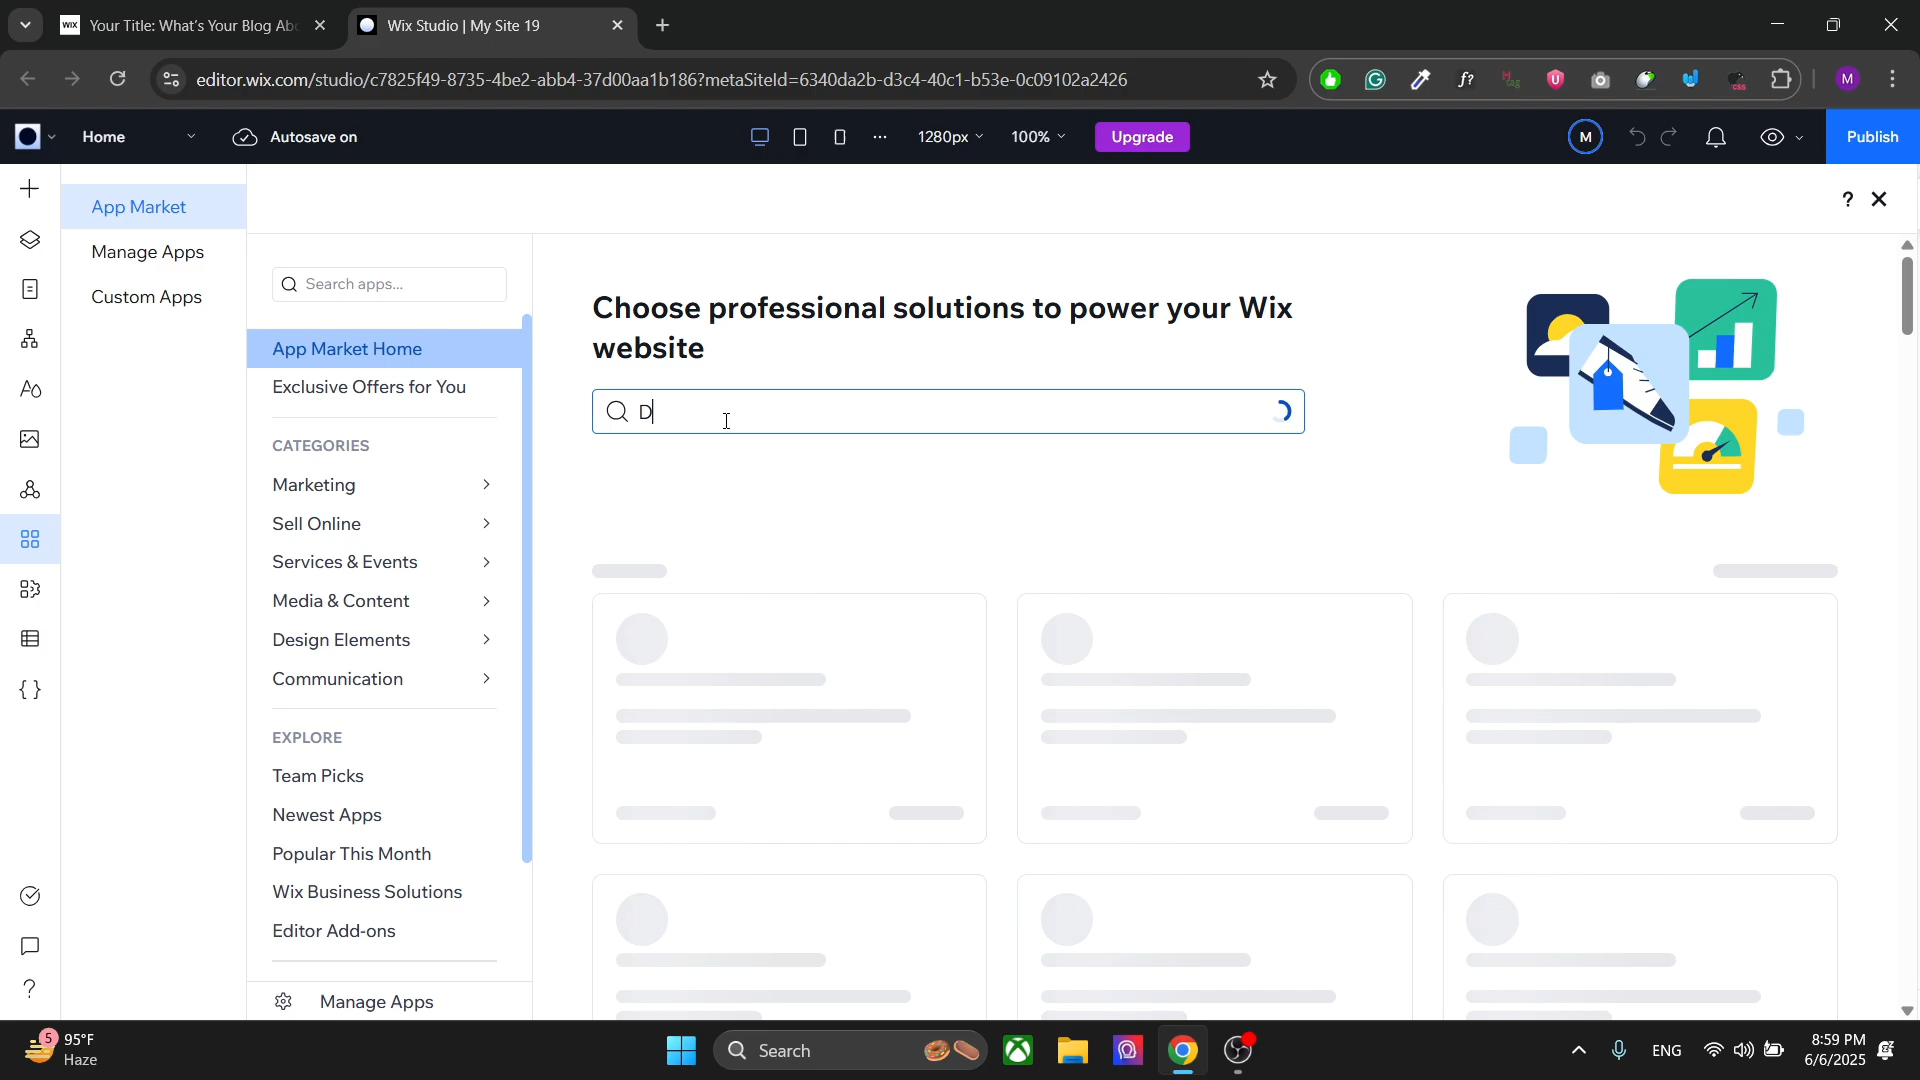 WIX Your Title: What's Your Blog Abo
Wix Studio | My Site 19
editor.wix.com/studio/c7825f49-8735-4be2-abb4-37d00aa1b186?metaSiteId=6340da2b-d3c4-40c1-b53e-0c09102a2426
M
Home
Autosave on
1280px
100%
Upgrade
M
Publish
App Market
Manage Apps
Custom Apps
?
Search apps...
App Market Home
Exclusive Offers for You
CATEGORIES
Marketing
Sell Online
Services & Events
Media & Content
Design Elements
Communication
EXPLORE
Team Picks
Newest Apps
Popular This Month
Wix Business Solutions
Editor Add-ons
Manage Apps
Choose professional solutions to power your Wix
website
D
5
95°F
Haze
Search
ENG
8:59 PM
6/6/2025